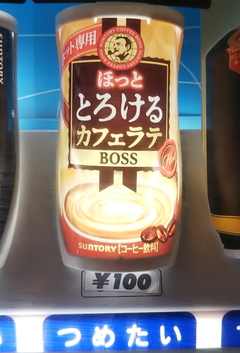 ット専用
ほっと
とろける
カフェラテ
BOSS
SUNTORY [コーヒー飲料]
¥100
つめたい